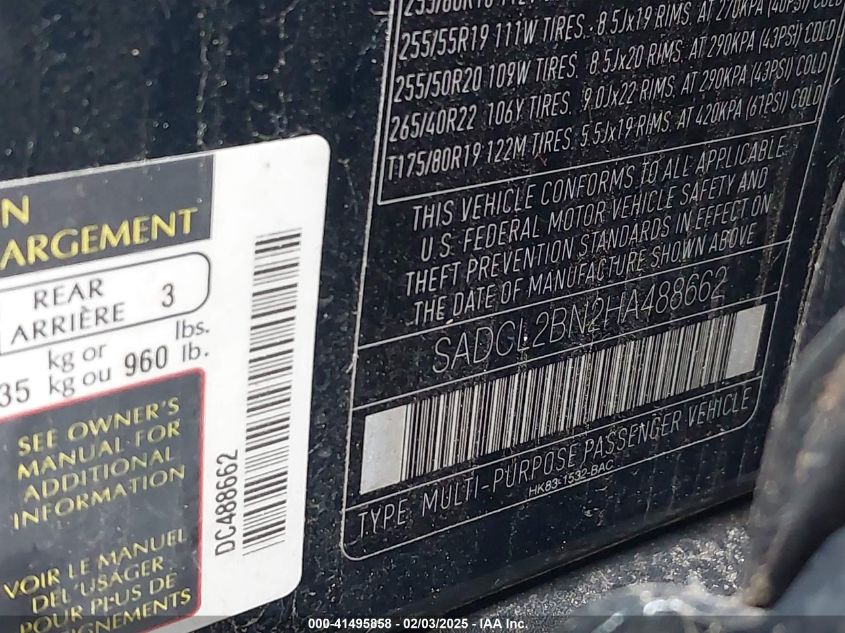 255/55R19 111W TIRES. 8.5Jx19 RIMS. AT 270KPA (40PSI) COLD
255/50R20 109W TIRES. 8.5Jx20 RIMS. AT 290KPA (43PSI) COLD
265/40R22 106Y TIRES. 9.0Jx22 RIMS. AT 290KPA (43PSI) COLD
T175/80R19 122M TIRES. 5.5Jx19 RIMS. AT 420KPA (61PSI) COLD
THIS VEHICLE CONFORMS TO ALL APPLICABLE
U.S. FEDERAL MOTOR VEHICLE SAFETY AND
THEFT PREVENTION STANDARDS IN EFFECT ON
THE DATE OF MANUFACTURE SHOWN ABOVE
SADGL2BN2HA488662
TYPE MULTI-PURPOSE PASSENGER VEHICLE
HK83-1532-BAC
N
ARGEMENT
REAR
ARRIÈRE 3
kg or lbs.
35 kg ou 960 lb.
SEE OWNER'S
MANUAL FOR
ADDITIONAL
INFORMATION
VOIR LE MANUEL
DE L'USAGER
POUR PLUS DE
IGNEMENTS
DC488662
000-41495858 - 02/03/2025 - IAA Inc.